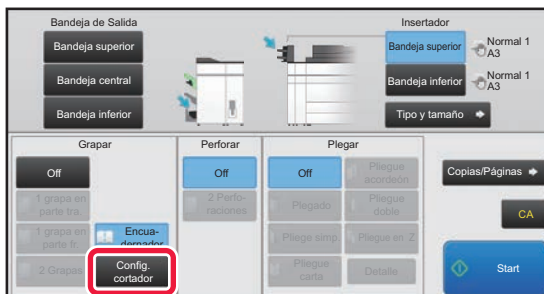 Bandeja de Salida
Bandeja superior
Bandeja central
Bandeja inferior
Insertador
Bandeja superior
Normal 1
A3
Bandeja inferior
Normal 1
A3
Tipo y tamaño
Grapar
Off
1 grapa en
parte tra.
1 grapa en
parte fr.
2 Grapas
Encua-
dernador
Config.
cortador
Perforar
Off
2 Perfo-
raciones
Plegar
Off
Pliegue
acordeón
Plegado
Pliegue
doble
Pliege simp.
Pliegue en Z
Pliegue
carta
Detalle
Copias/Páginas
CA
Start